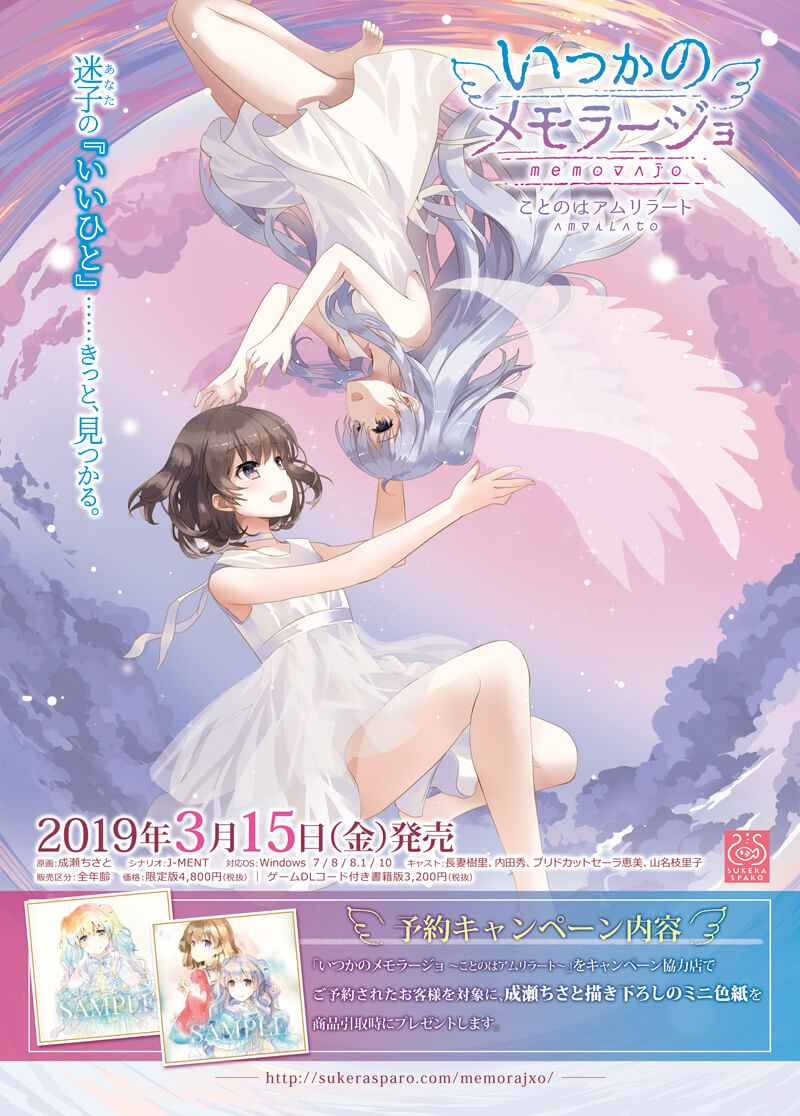 いつかの
メモラージョ
memorajo
ことのはアムリラート
amrilato
迷子の『いいひと』……きっと、見つかる。
あなた
2019年3月15日(金)発売
原画:成瀬ちさと シナリオ:J-MENT 対応OS:Windows 7 / 8 / 8.1 / 10 キャスト:長妻樹里、内田秀、ブリドカットセーラ恵美、山名枝里子
販売区分:全年齢 価格:限定版4,800円(税抜) | ゲームDLコード付き書籍版3,200円(税抜)
SUKERA
SPARO
予約キャンペーン内容
「いつかのメモラージョ ~ことのはアムリラート~」をキャンペーン協力店で
ご予約されたお客様を対象に、成瀬ちさと描き下ろしのミニ色紙を
商品引取時にプレゼントします。
SAMPLE
SAMPLE
http://sukerasparo.com/memorajxo/